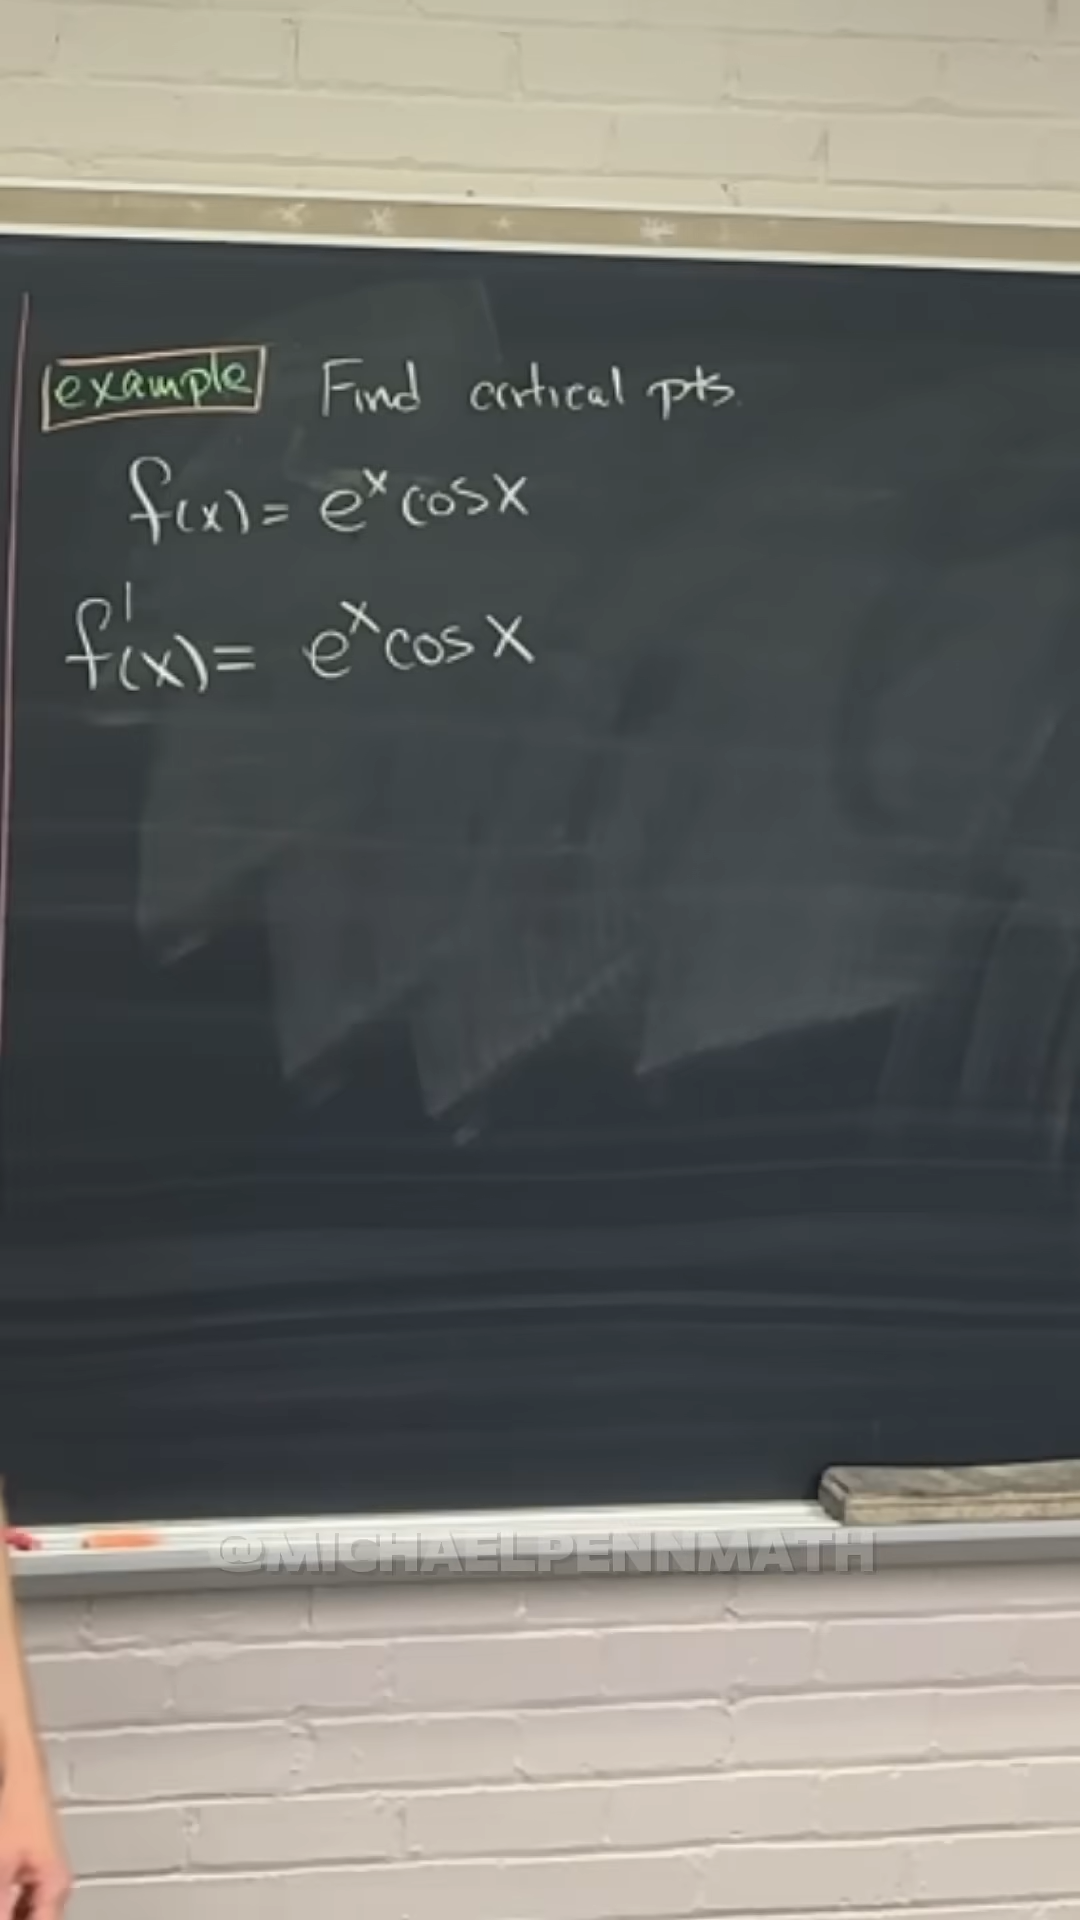 example Find critical pts.
f(x) = e^x cos x
f'(x) = e^x cos x
@MICHAELPENNMATH